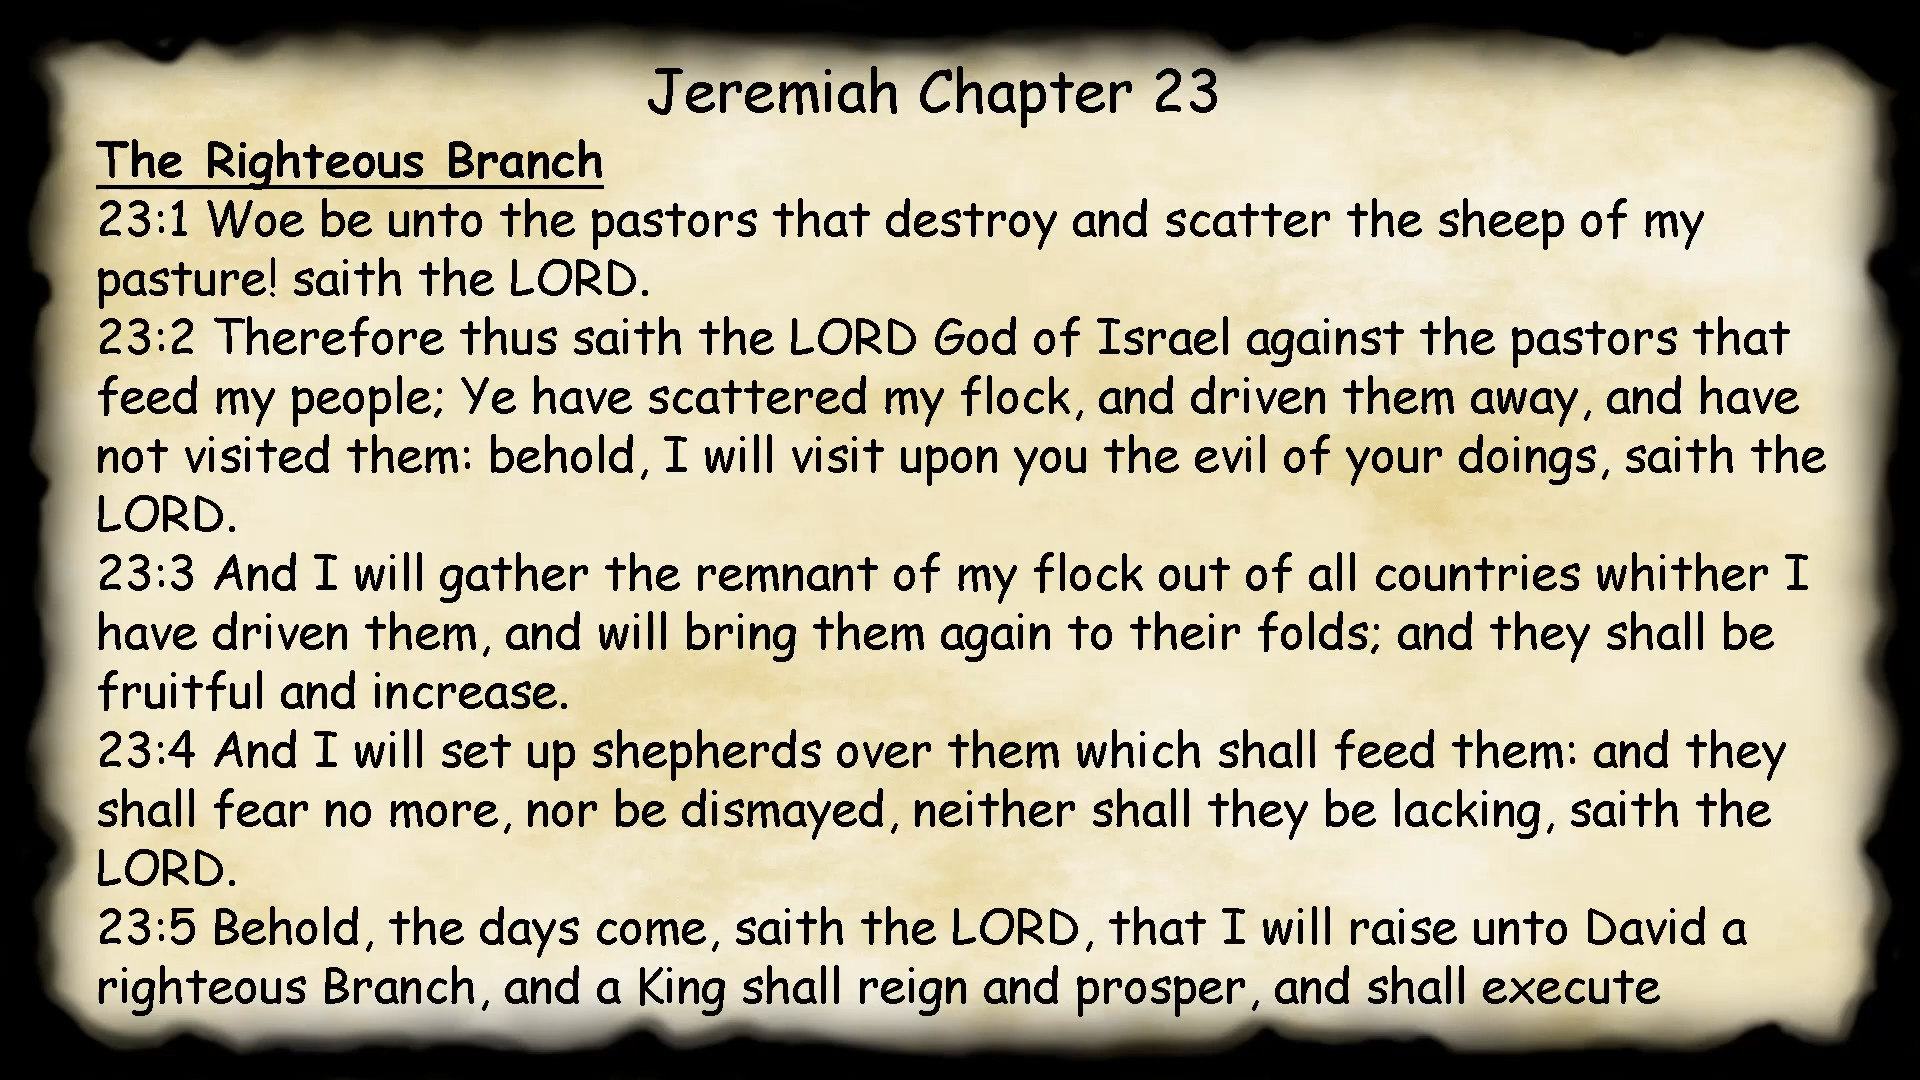 Jeremiah Chapter 23
The Righteous Branch
23:1 Woe be unto the pastors that destroy and scatter the sheep of my
pasture! saith the LORD.
23:2 Therefore thus saith the LORD God of Israel against the pastors that
feed my people; Ye have scattered my flock, and driven them away, and have
not visited them: behold, I will visit upon you the evil of your doings, saith the
LORD.
23:3 And I will gather the remnant of my flock out of all countries whither I
have driven them, and will bring them again to their folds; and they shall be
fruitful and increase.
23:4 And I will set up shepherds over them which shall feed them: and they
shall fear no more, nor be dismayed, neither shall they be lacking, saith the
LORD.
23:5 Behold, the days come, saith the LORD, that I will raise unto David a
righteous Branch, and a King shall reign and prosper, and shall execute